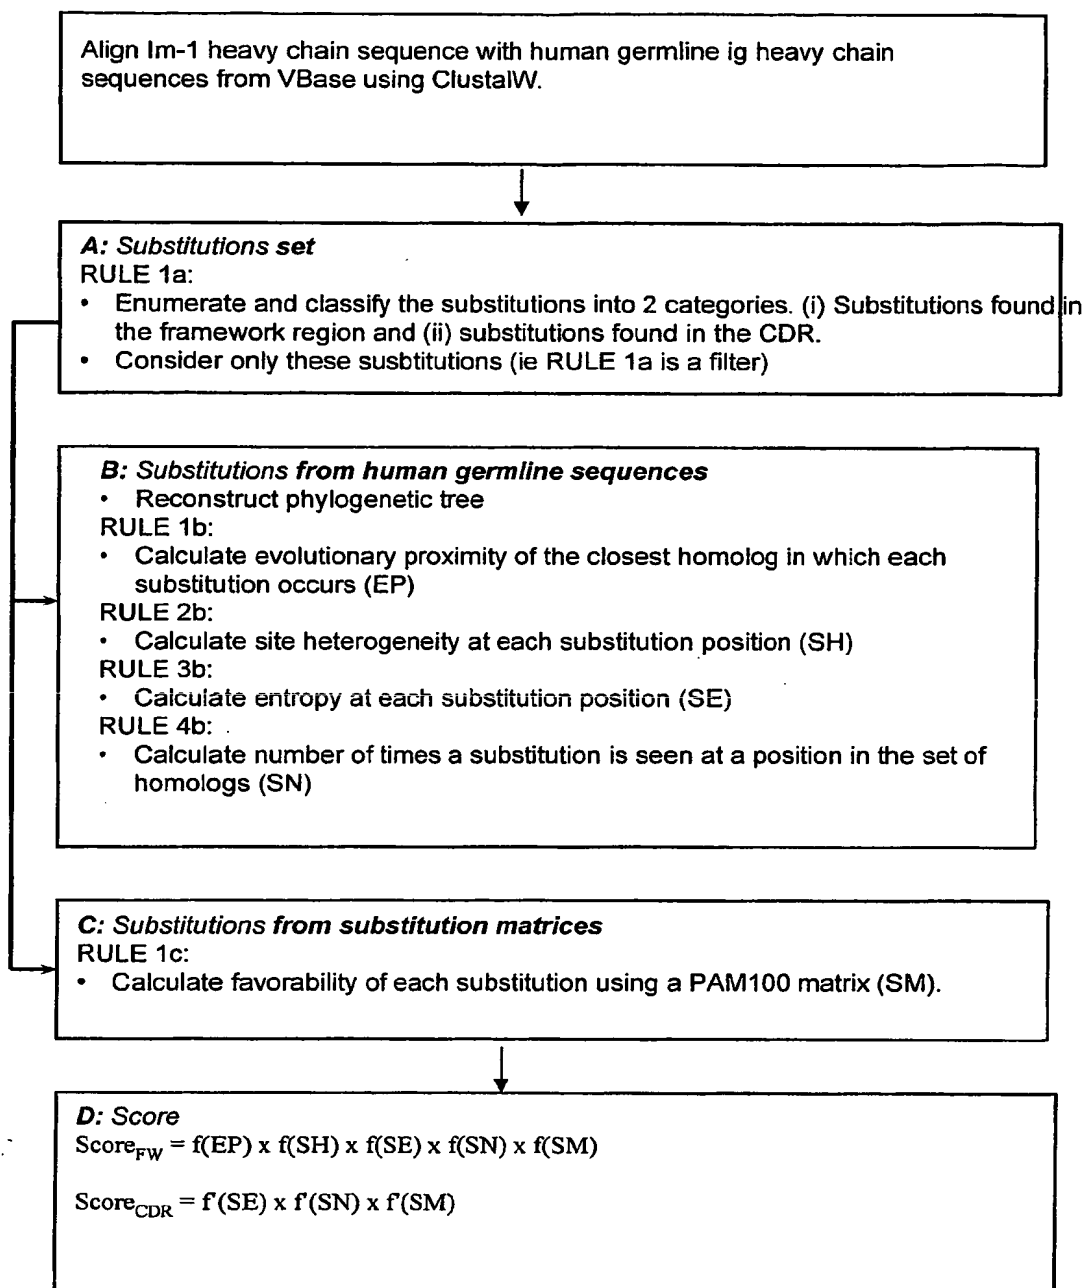 Align Im-1 heavy chain sequence with human germline ig heavy chain
sequences from VBase using ClustalW.
A: Substitutions set
RULE 1a:
• Enumerate and classify the substitutions into 2 categories. (i) Substitutions found in
the framework region and (ii) substitutions found in the CDR.
• Consider only these susbtitutions (ie RULE 1a is a filter)
B: Substitutions from human germline sequences
• Reconstruct phylogenetic tree
RULE 1b:
• Calculate evolutionary proximity of the closest homolog in which each
substitution occurs (EP)
RULE 2b:
• Calculate site heterogeneity at each substitution position (SH)
RULE 3b:
• Calculate entropy at each substitution position (SE)
RULE 4b:
• Calculate number of times a substitution is seen at a position in the set of
homologs (SN)
C: Substitutions from substitution matrices
RULE 1c:
• Calculate favorability of each substitution using a PAM100 matrix (SM).
D: Score
Score_FW = f(EP) x f(SH) x f(SE) x f(SN) x f(SM)
Score_CDR = f'(SE) x f'(SN) x f'(SM)